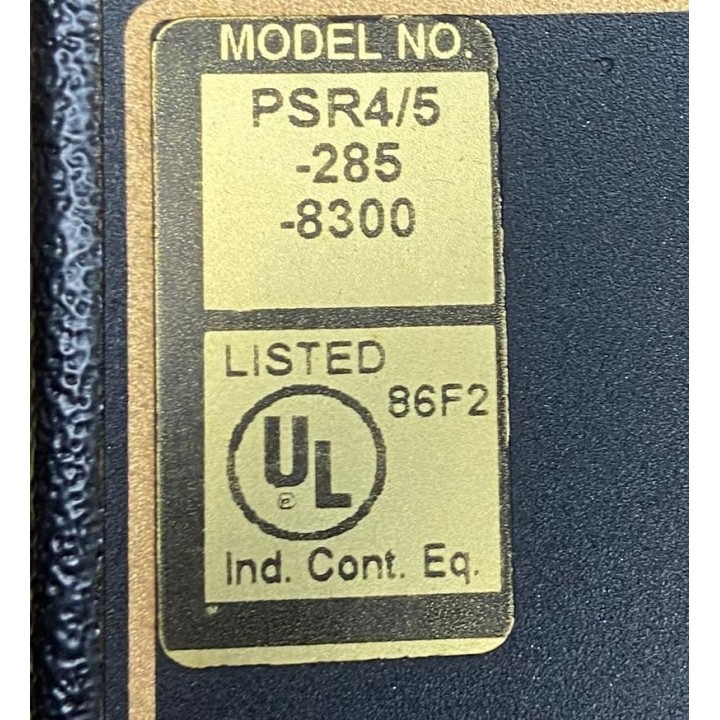 MODEL NO.
PSR4/5
-285
-8300
LISTED
86F2
UL
®
Ind. Cont. Eq.